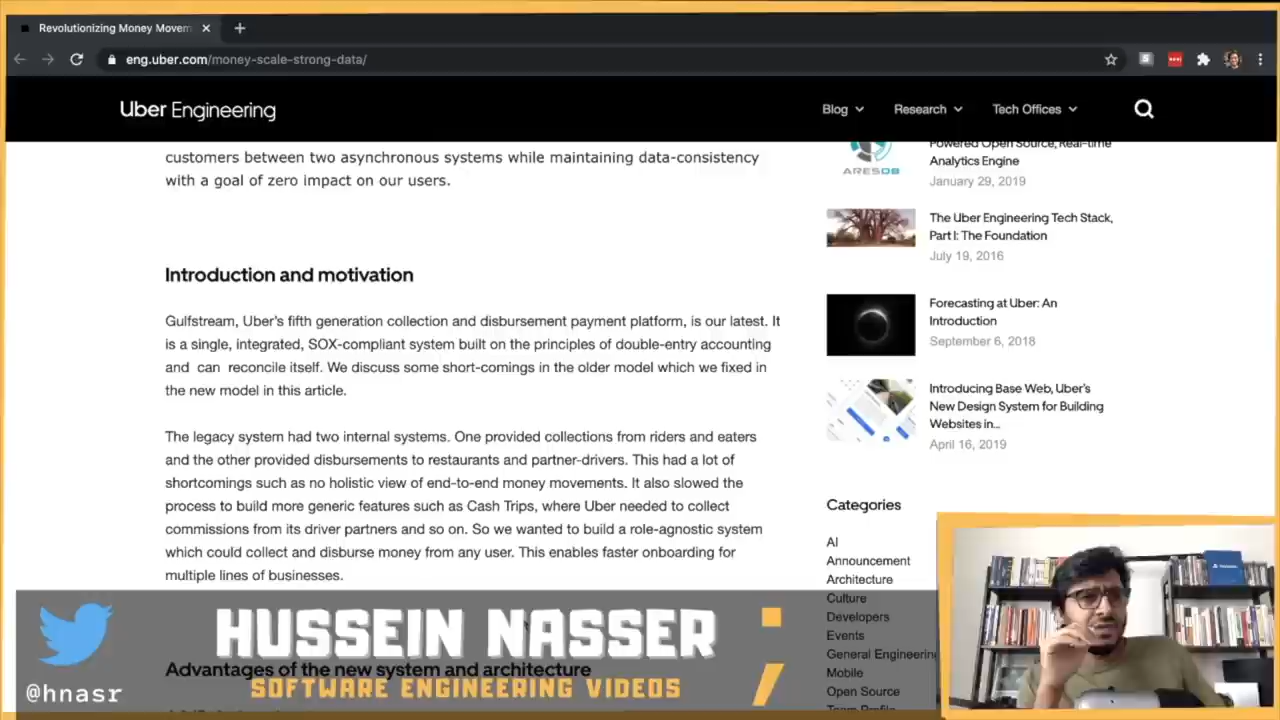 Revolutionizing Money Movem
eng.uber.com/money-scale-strong-data/
Uber Engineering
Blog
Research
Tech Offices
customers between two asynchronous systems while maintaining data-consistency
with a goal of zero impact on our users.
Introduction and motivation
Gulfstream, Uber's fifth generation collection and disbursement payment platform, is our latest. It
is a single, integrated, SOX-compliant system built on the principles of double-entry accounting
and can reconcile itself. We discuss some short-comings in the older model which we fixed in
the new model in this article.
The legacy system had two internal systems. One provided collections from riders and eaters
and the other provided disbursements to restaurants and partner-drivers. This had a lot of
shortcomings such as no holistic view of end-to-end money movements. It also slowed the
process to build more generic features such as Cash Trips, where Uber needed to collect
commissions from its driver partners and so on. So we wanted to build a role-agnostic system
which could collect and disburse money from any user. This enables faster onboarding for
multiple lines of businesses.
Advantages of the new system and architecture
Powered Open Source, Real-time
Analytics Engine
January 29, 2019
ARESDB
The Uber Engineering Tech Stack,
Part I: The Foundation
July 19, 2016
Forecasting at Uber: An
Introduction
September 6, 2018
Introducing Base Web, Uber's
New Design System for Building
Websites in...
April 16, 2019
Categories
AI
Announcement
Architecture
Culture
Developers
Events
General Engineering
Mobile
Open Source
Team Profile
HUSSEIN NASSER
SOFTWARE ENGINEERING VIDEOS
;
@hnasr